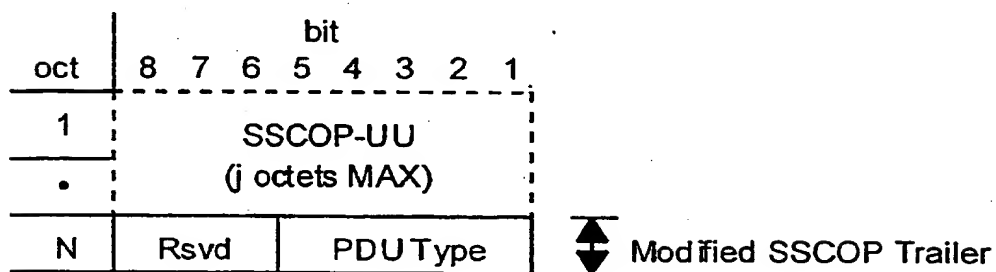 bit
oct 8 7 6 5 4 3 2 1
1 SSCOP-UU
• (j octets MAX)
N Rsvd PDU Type Modified SSCOP Trailer